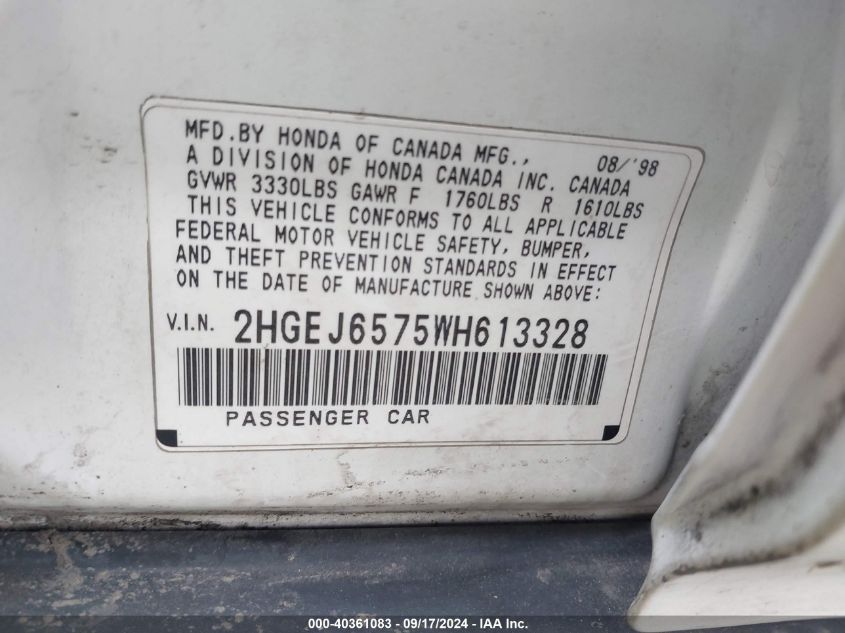 MFD.BY HONDA OF CANADA MFG., 08/'98
A DIVISION OF HONDA CANADA INC. CANADA
GVWR 3330LBS GAWR F 1760LBS R 1610LBS
THIS VEHICLE CONFORMS TO ALL APPLICABLE
FEDERAL MOTOR VEHICLE SAFETY, BUMPER,
AND THEFT PREVENTION STANDARDS IN EFFECT
ON THE DATE OF MANUFACTURE SHOWN ABOVE:
V.I.N. 2HGEJ6575WH613328
PASSENGER CAR
000-40361083 - 09/17/2024 - IAA Inc.